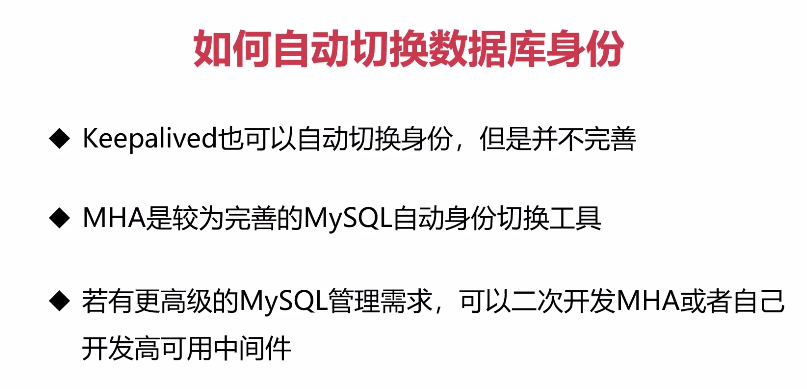 如何自动切换数据库身份
◆ Keepalived也可以自动切换身份，但是并不完善
◆ MHA是较为完善的MySQL自动身份切换工具
◆ 若有更高级的MySQL管理需求，可以二次开发MHA或者自己
开发高可用中间件